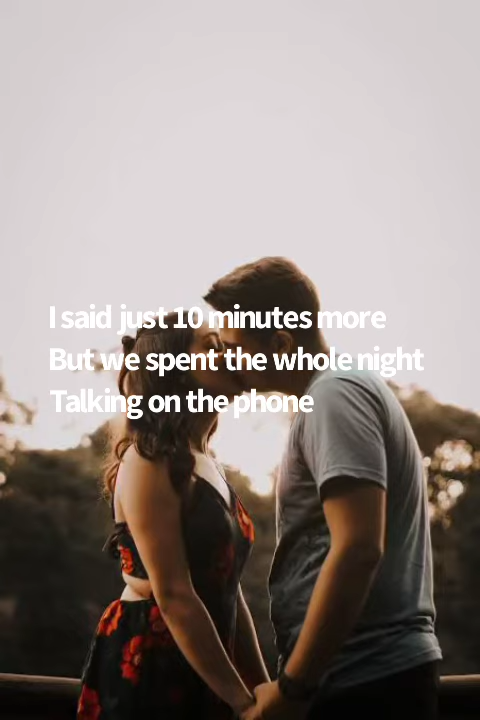 I said just 10 minutes more
But we spent the whole night
Talking on the phone